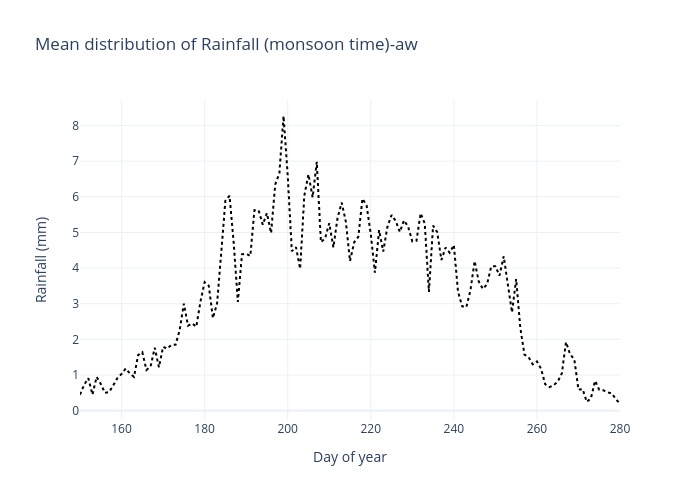 Mean distribution of Rainfall (monsoon time)-aw
8
7
6
5
4
3
2
1
0
Rainfall (mm)
160 180 200 220 240 260 280
Day of year